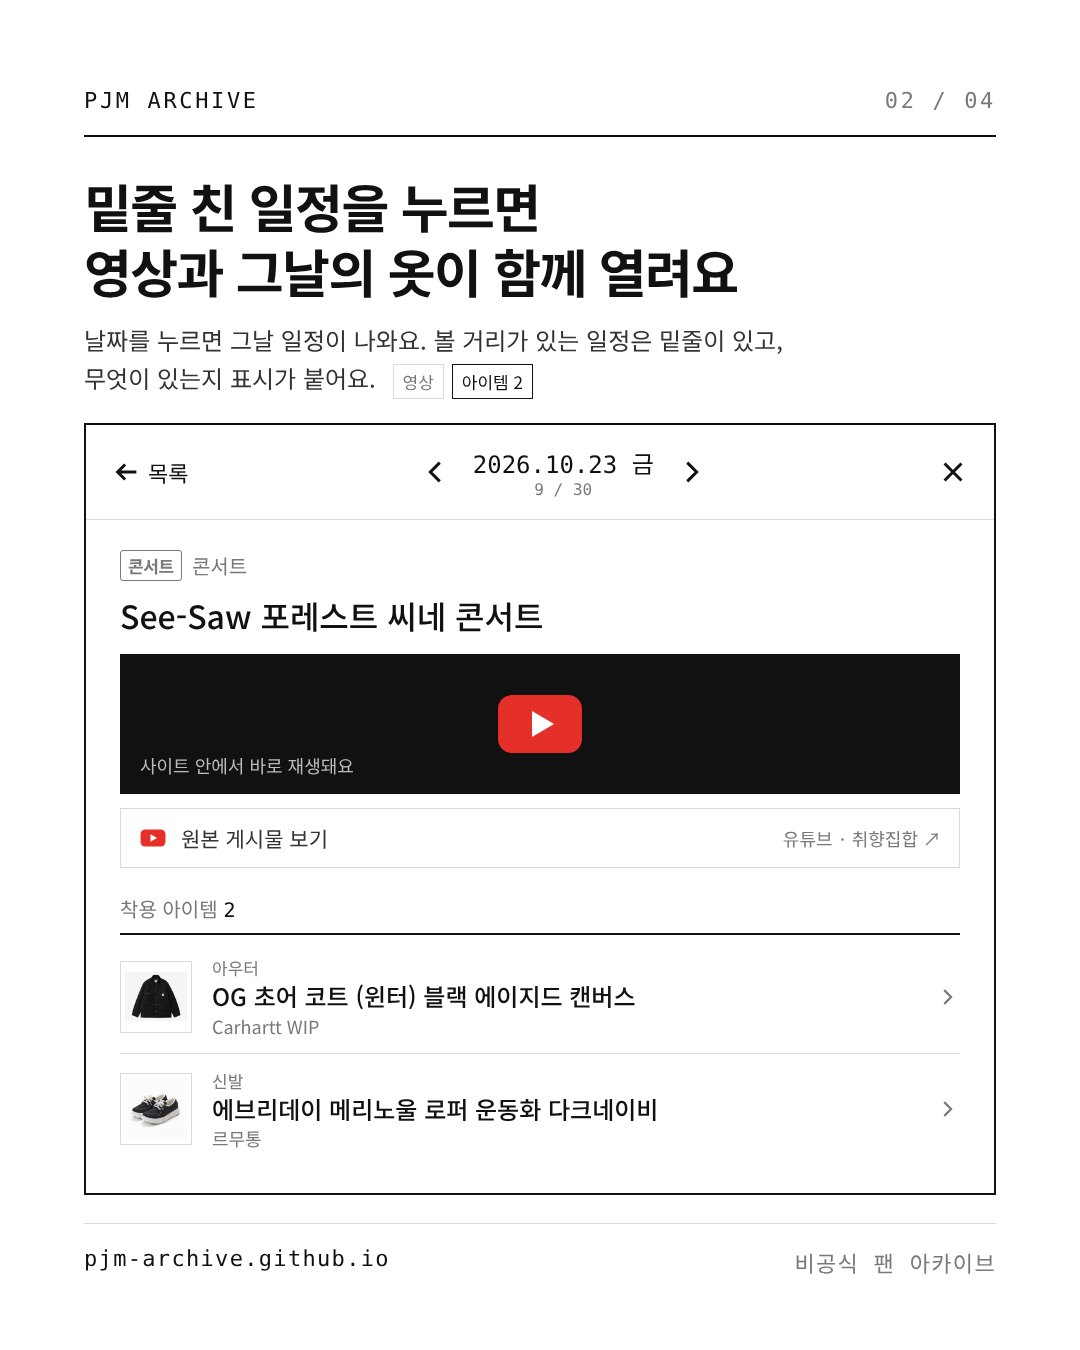 PJM ARCHIVE
02 / 04
밑줄 친 일정을 누르면
영상과 그날의 옷이 함께 열려요
날짜를 누르면 그날 일정이 나와요. 볼 거리가 있는 일정은 밑줄이 있고,
무엇이 있는지 표시가 붙어요. 영상 아이템 2
← 목록
2026.10.23 금
9 / 30
콘서트 콘서트
See-Saw 포레스트 씨네 콘서트
사이트 안에서 바로 재생돼요
원본 게시물 보기
유튜브 · 취향집합 ↗
착용 아이템 2
아우터
OG 초어 코트 (윈터) 블랙 에이지드 캔버스
Carhartt WIP
신발
에브리데이 메리노울 로퍼 운동화 다크네이비
르무통
pjm-archive.github.io
비공식 팬 아카이브